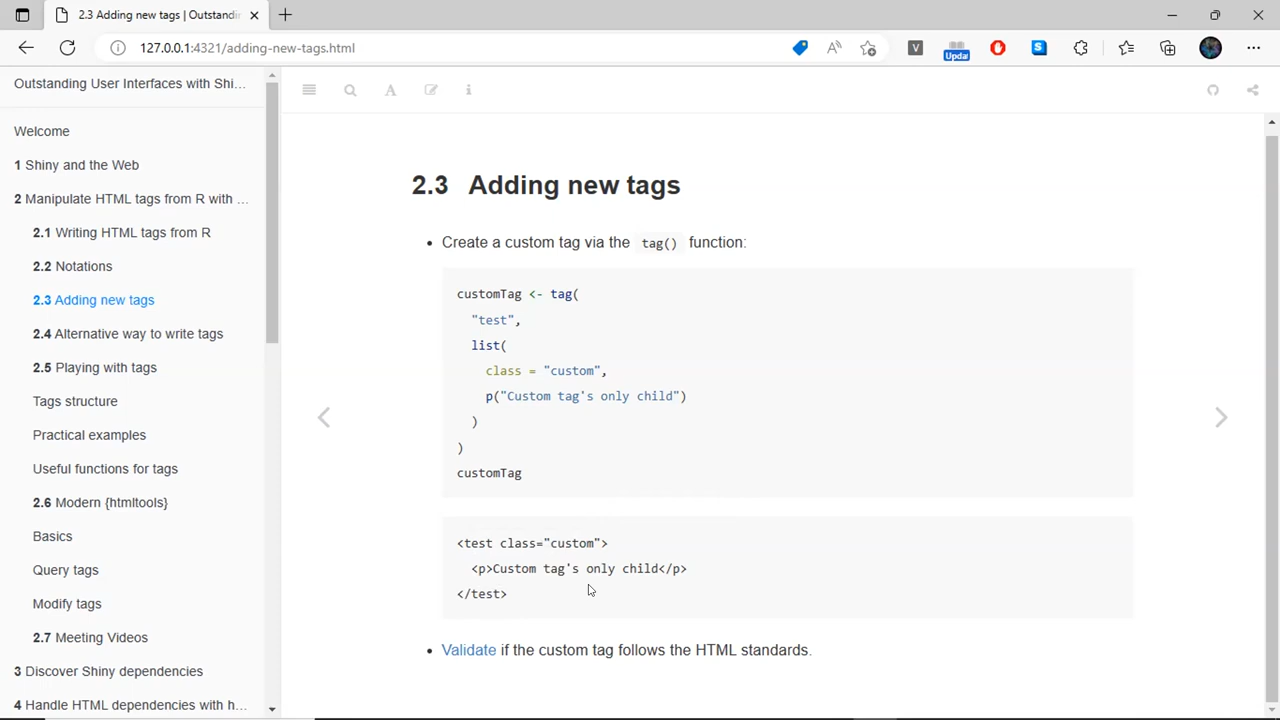 2.3 Adding new tags | Outstandin
127.0.0.1:4321/adding-new-tags.html
V
Updat
S
Outstanding User Interfaces with Shi…
Welcome
1 Shiny and the Web
2 Manipulate HTML tags from R with …
2.1 Writing HTML tags from R
2.2 Notations
2.3 Adding new tags
2.4 Alternative way to write tags
2.5 Playing with tags
Tags structure
Practical examples
Useful functions for tags
2.6 Modern {htmltools}
Basics
Query tags
Modify tags
2.7 Meeting Videos
3 Discover Shiny dependencies
4 Handle HTML dependencies with h…
2.3 Adding new tags
• Create a custom tag via the tag() function:
customTag <- tag(
"test",
list(
class = "custom",
p("Custom tag's only child")
)
)
customTag
<test class="custom">
<p>Custom tag's only child</p>
</test>
• Validate if the custom tag follows the HTML standards.